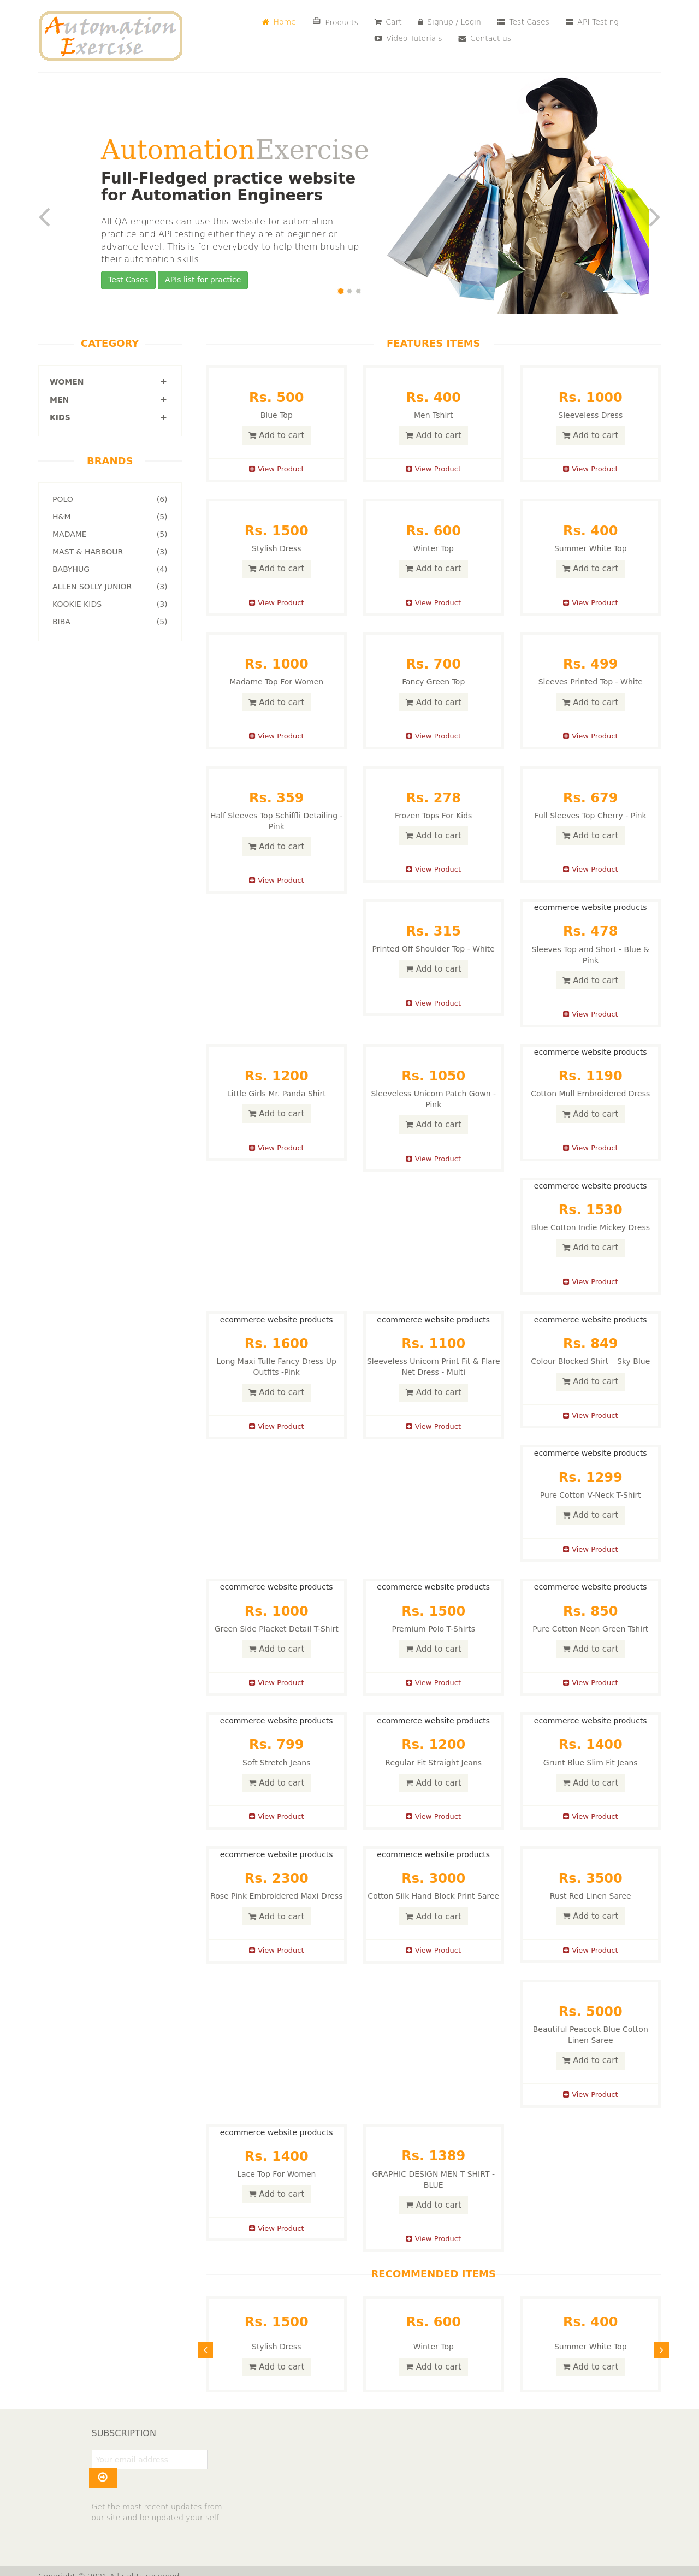 Automation
Exercise
Home
Products
Cart
Signup / Login
Test Cases
API Testing
Video Tutorials
Contact us
AutomationExercise
Full-Fledged practice website
for Automation Engineers
All QA engineers can use this website for automation
practice and API testing either they are at beginner or
advance level. This is for everybody to help them brush up
their automation skills.
Test Cases
APIs list for practice
CATEGORY
WOMEN
MEN
KIDS
BRANDS
POLO (6)
H&M (5)
MADAME (5)
MAST & HARBOUR (3)
BABYHUG (4)
ALLEN SOLLY JUNIOR (3)
KOOKIE KIDS (3)
BIBA (5)
FEATURES ITEMS
Rs. 500
Blue Top
Add to cart
View Product
Rs. 400
Men Tshirt
Add to cart
View Product
Rs. 1000
Sleeveless Dress
Add to cart
View Product
Rs. 1500
Stylish Dress
Add to cart
View Product
Rs. 600
Winter Top
Add to cart
View Product
Rs. 400
Summer White Top
Add to cart
View Product
Rs. 1000
Madame Top For Women
Add to cart
View Product
Rs. 700
Fancy Green Top
Add to cart
View Product
Rs. 499
Sleeves Printed Top - White
Add to cart
View Product
Rs. 359
Half Sleeves Top Schiffli Detailing -
Pink
Add to cart
View Product
Rs. 278
Frozen Tops For Kids
Add to cart
View Product
Rs. 679
Full Sleeves Top Cherry - Pink
Add to cart
View Product
Rs. 315
Printed Off Shoulder Top - White
Add to cart
View Product
ecommerce website products
Rs. 478
Sleeves Top and Short - Blue &
Pink
Add to cart
View Product
Rs. 1200
Little Girls Mr. Panda Shirt
Add to cart
View Product
Rs. 1050
Sleeveless Unicorn Patch Gown -
Pink
Add to cart
View Product
ecommerce website products
Rs. 1190
Cotton Mull Embroidered Dress
Add to cart
View Product
ecommerce website products
Rs. 1530
Blue Cotton Indie Mickey Dress
Add to cart
View Product
ecommerce website products
Rs. 1600
Long Maxi Tulle Fancy Dress Up
Outfits -Pink
Add to cart
View Product
ecommerce website products
Rs. 1100
Sleeveless Unicorn Print Fit & Flare
Net Dress - Multi
Add to cart
View Product
ecommerce website products
Rs. 849
Colour Blocked Shirt – Sky Blue
Add to cart
View Product
ecommerce website products
Rs. 1299
Pure Cotton V-Neck T-Shirt
Add to cart
View Product
ecommerce website products
Rs. 1000
Green Side Placket Detail T-Shirt
Add to cart
View Product
ecommerce website products
Rs. 1500
Premium Polo T-Shirts
Add to cart
View Product
ecommerce website products
Rs. 850
Pure Cotton Neon Green Tshirt
Add to cart
View Product
ecommerce website products
Rs. 799
Soft Stretch Jeans
Add to cart
View Product
ecommerce website products
Rs. 1200
Regular Fit Straight Jeans
Add to cart
View Product
ecommerce website products
Rs. 1400
Grunt Blue Slim Fit Jeans
Add to cart
View Product
ecommerce website products
Rs. 2300
Rose Pink Embroidered Maxi Dress
Add to cart
View Product
ecommerce website products
Rs. 3000
Cotton Silk Hand Block Print Saree
Add to cart
View Product
Rs. 3500
Rust Red Linen Saree
Add to cart
View Product
Rs. 5000
Beautiful Peacock Blue Cotton
Linen Saree
Add to cart
View Product
ecommerce website products
Rs. 1400
Lace Top For Women
Add to cart
View Product
Rs. 1389
GRAPHIC DESIGN MEN T SHIRT -
BLUE
Add to cart
View Product
RECOMMENDED ITEMS
Rs. 1500
Stylish Dress
Add to cart
Rs. 600
Winter Top
Add to cart
Rs. 400
Summer White Top
Add to cart
SUBSCRIPTION
Your email address
Get the most recent updates from
our site and be updated your self..
Copyright © 2021 All rights reserved